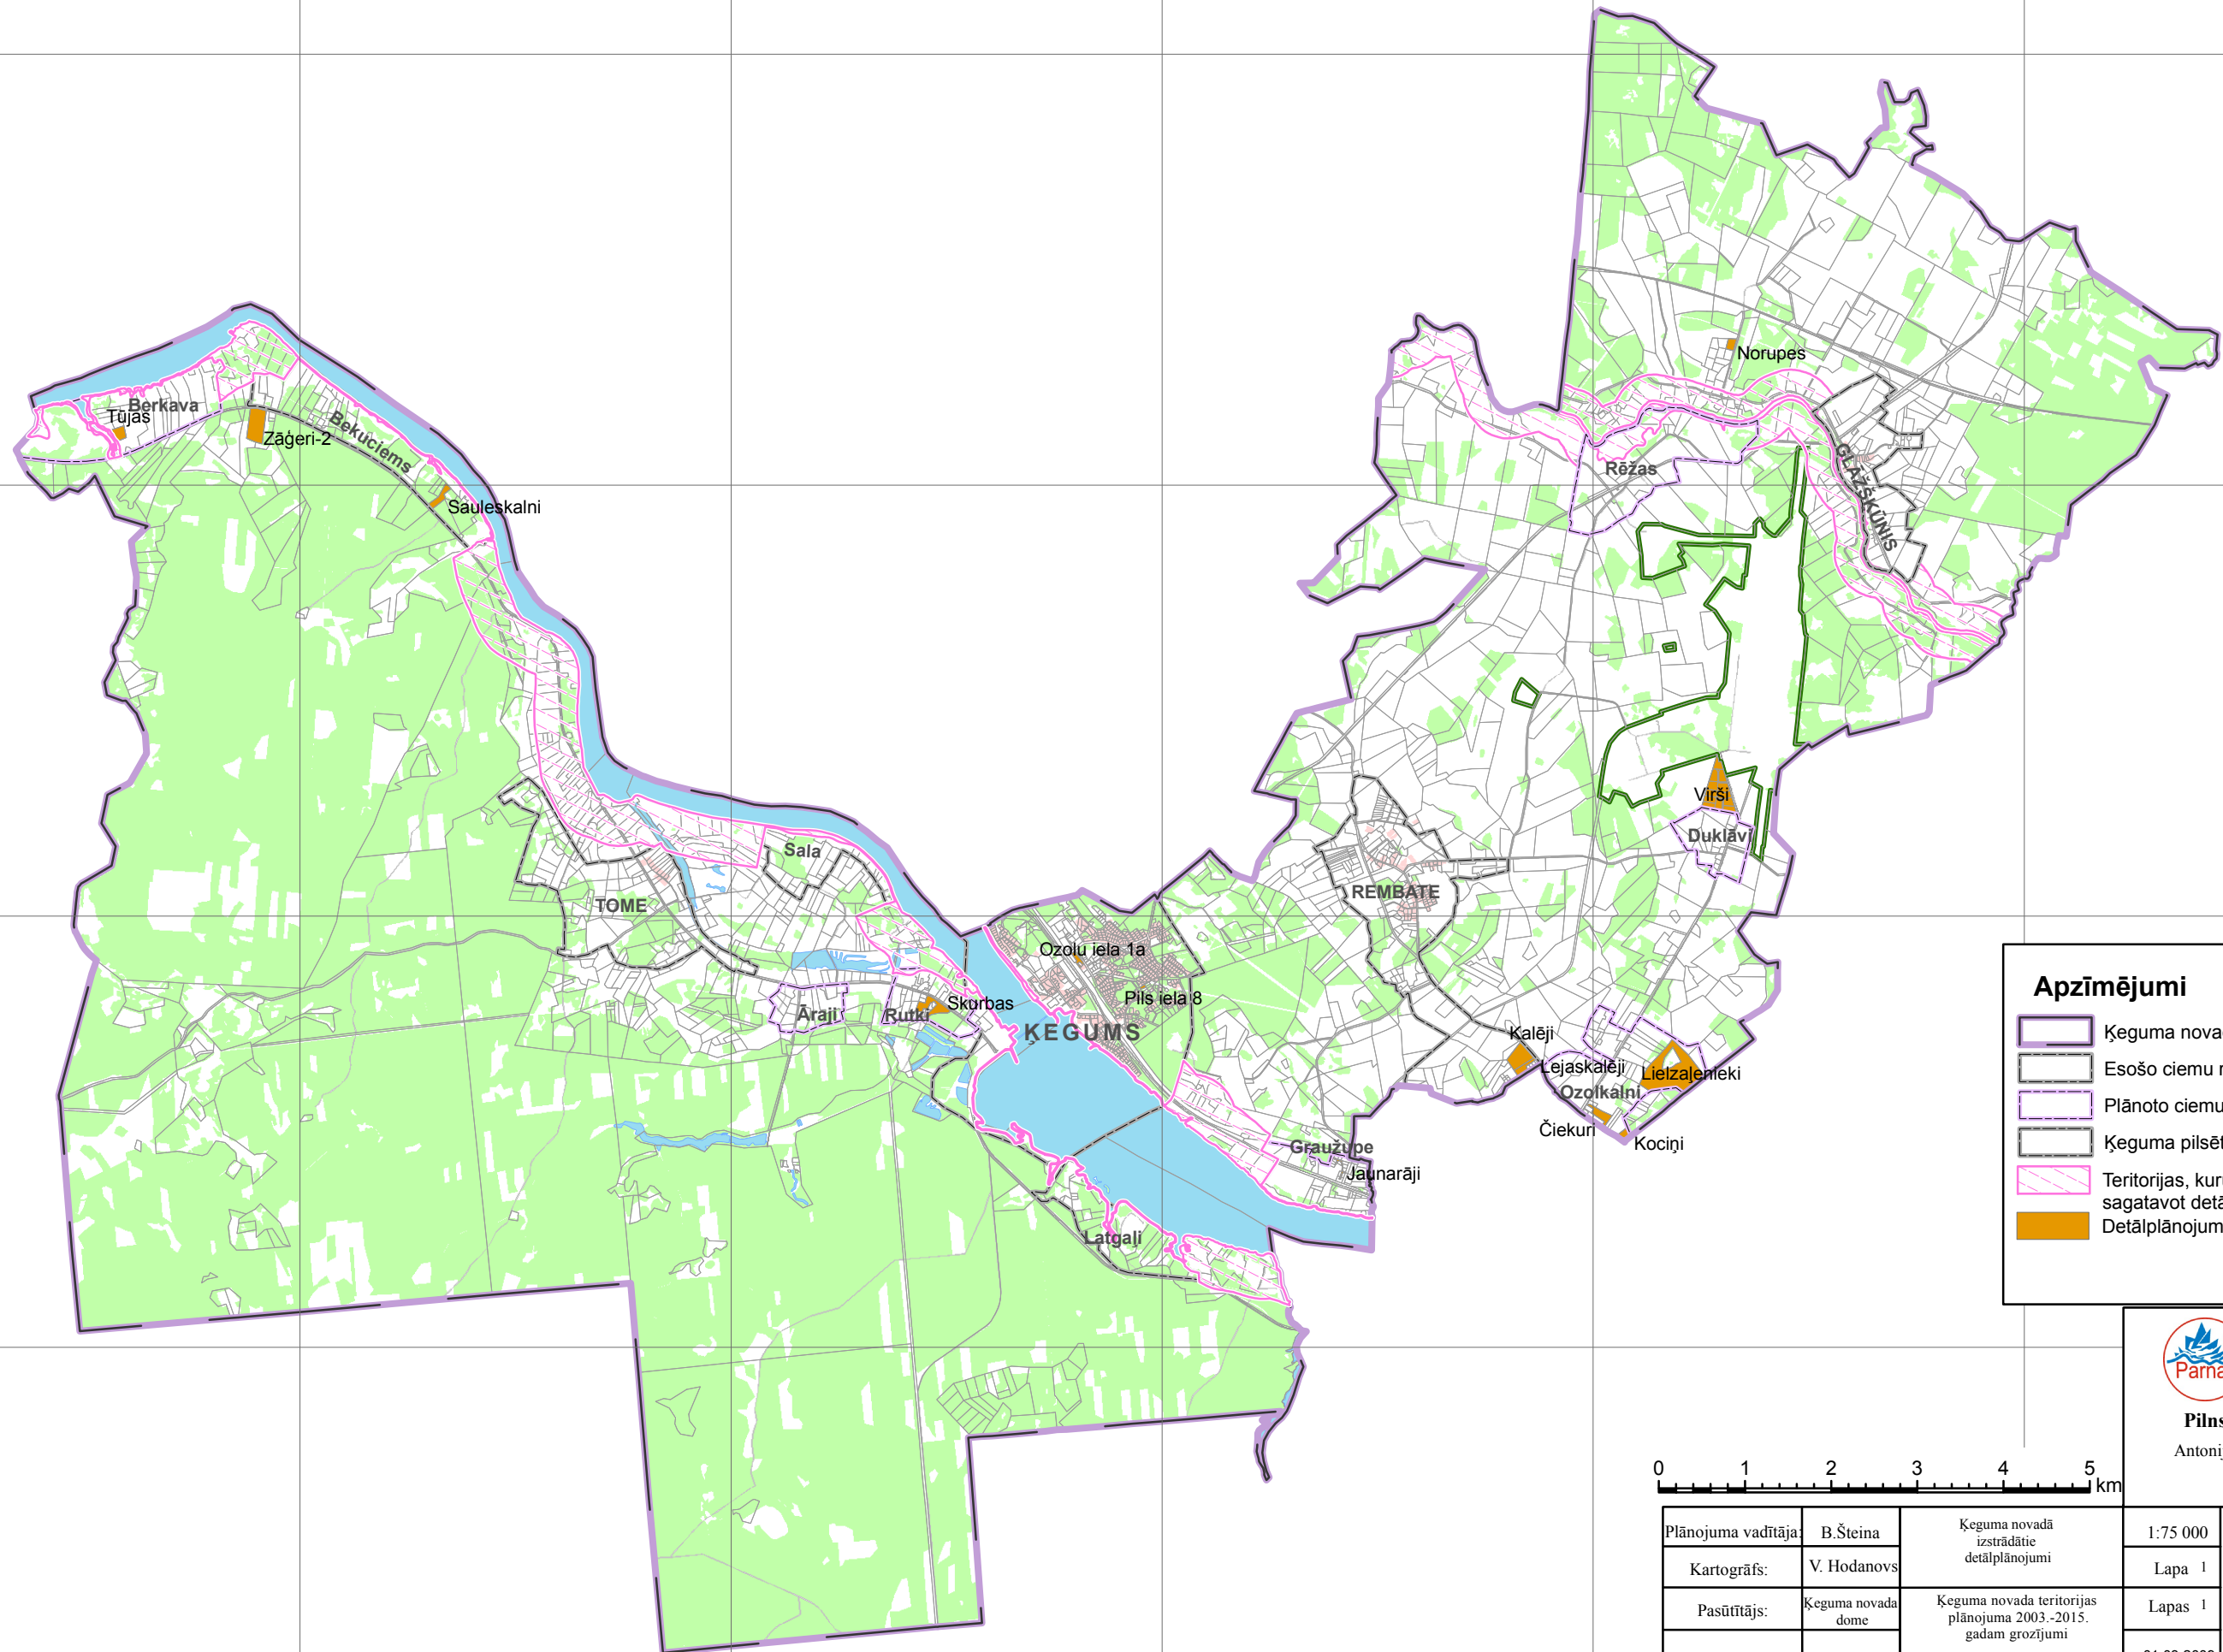 Norupes
Berkava
Tūjas
Zāģeri-2
Bekuciems
Sauleskalni
Rēžas
GLĀŽŠKŪNIS
Virši
Duklāvi
Sala
TOME
REMBATE
Ozolu iela 1a
Pils iela 8
Skurbas
Āraji
Rutki
ĶEGUMS
Kalēji
Lejaskalēji
Lielzaļenieki
Ozolkalni
Čiekuri
Kociņi
Graužupe
Jaunarāji
Latgaļi
Apzīmējumi
Ķeguma nova
Esošo ciemu r
Plānoto ciemu
Ķeguma pilsēt
Teritorijas, kur
sagatavot detā
Detālplānojum
Parna
Pilns
Antonij
0 1 2 3 4 5 km
Plānojuma vadītāja: B.Šteina
Ķeguma novadā
izstrādātie
detālplānojumi
1:75 000
Kartogrāfs: V. Hodanovs
Lapa 1
Pasūtītājs:
Ķeguma novada
dome
Ķeguma novada teritorijas
plānojuma 2003.-2015.
gadam grozījumi
Lapas 1